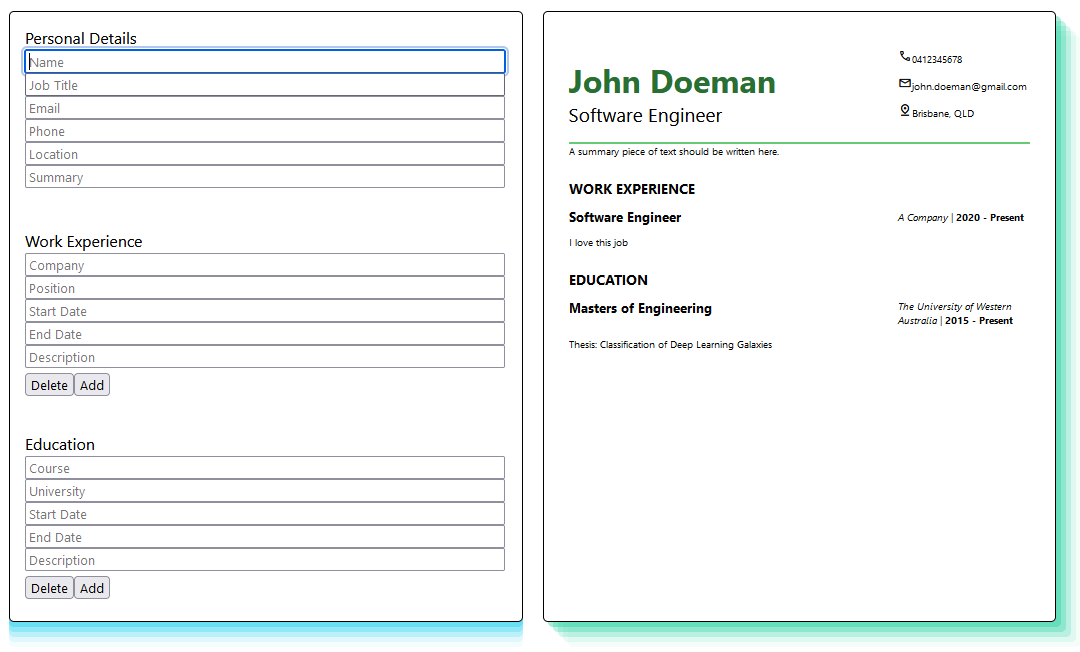 Personal Details
Name
Job Title
Email
Phone
Location
Summary
Work Experience
Company
Position
Start Date
End Date
Description
Delete Add
Education
Course
University
Start Date
End Date
Description
Delete Add
John Doeman
Software Engineer
0412345678
john.doeman@gmail.com
Brisbane, QLD
A summary piece of text should be written here.
WORK EXPERIENCE
Software Engineer
A Company | 2020 - Present
I love this job
EDUCATION
Masters of Engineering
The University of Western
Australia | 2015 - Present
Thesis: Classification of Deep Learning Galaxies